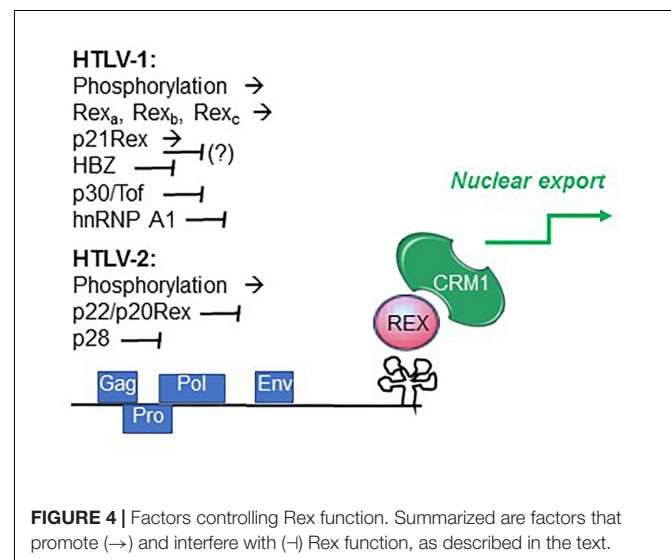 HTLV-1:
Phosphorylation →
Rexa, Rexb, Rexc →
p21Rex → ⊣ (?)
HBZ ⊣
p30/Tof ⊣
hnRNP A1 ⊣
HTLV-2:
Phosphorylation →
p22/p20Rex ⊣
p28 ⊣
Nuclear export
CRM1
REX
Gag Pol Env
Pro
FIGURE 4 | Factors controlling Rex function. Summarized are factors that
promote (→) and interfere with (⊣) Rex function, as described in the text.